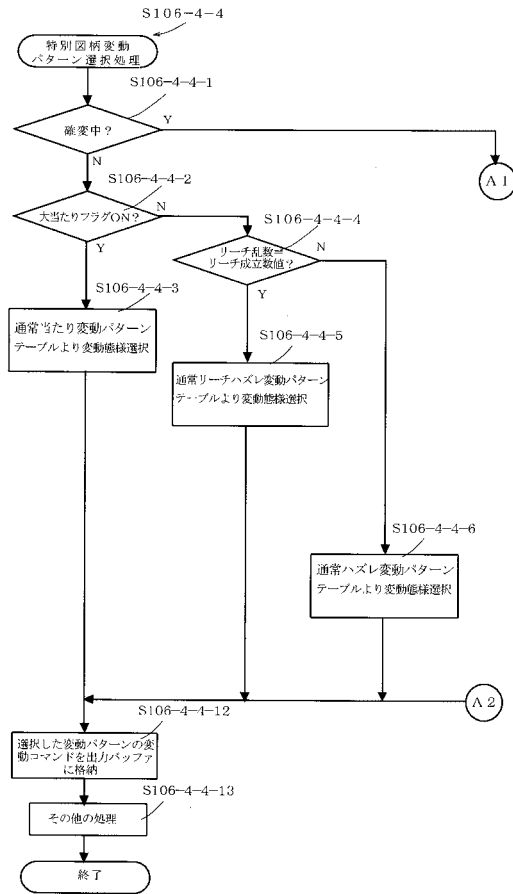 S106-4-4
特別図柄変動
パターン選択処理
S106-4-4-1
確変中?
Y
N
A1
S106-4-4-2
大当たりフラグON?
N
Y
S106-4-4-4
リーチ乱数=
リーチ成立数値?
N
Y
S106-4-4-3
通常当たり変動パターン
テーブルより変動態様選択
S106-4-4-5
通常リーチハズレ変動パターン
テーブルより変動態様選択
S106-4-4-6
通常ハズレ変動パターン
テーブルより変動態様選択
A2
S106-4-4-12
選択した変動パターンの変
動コマンドを出力バッファ
に格納
S106-4-4-13
その他の処理
終了